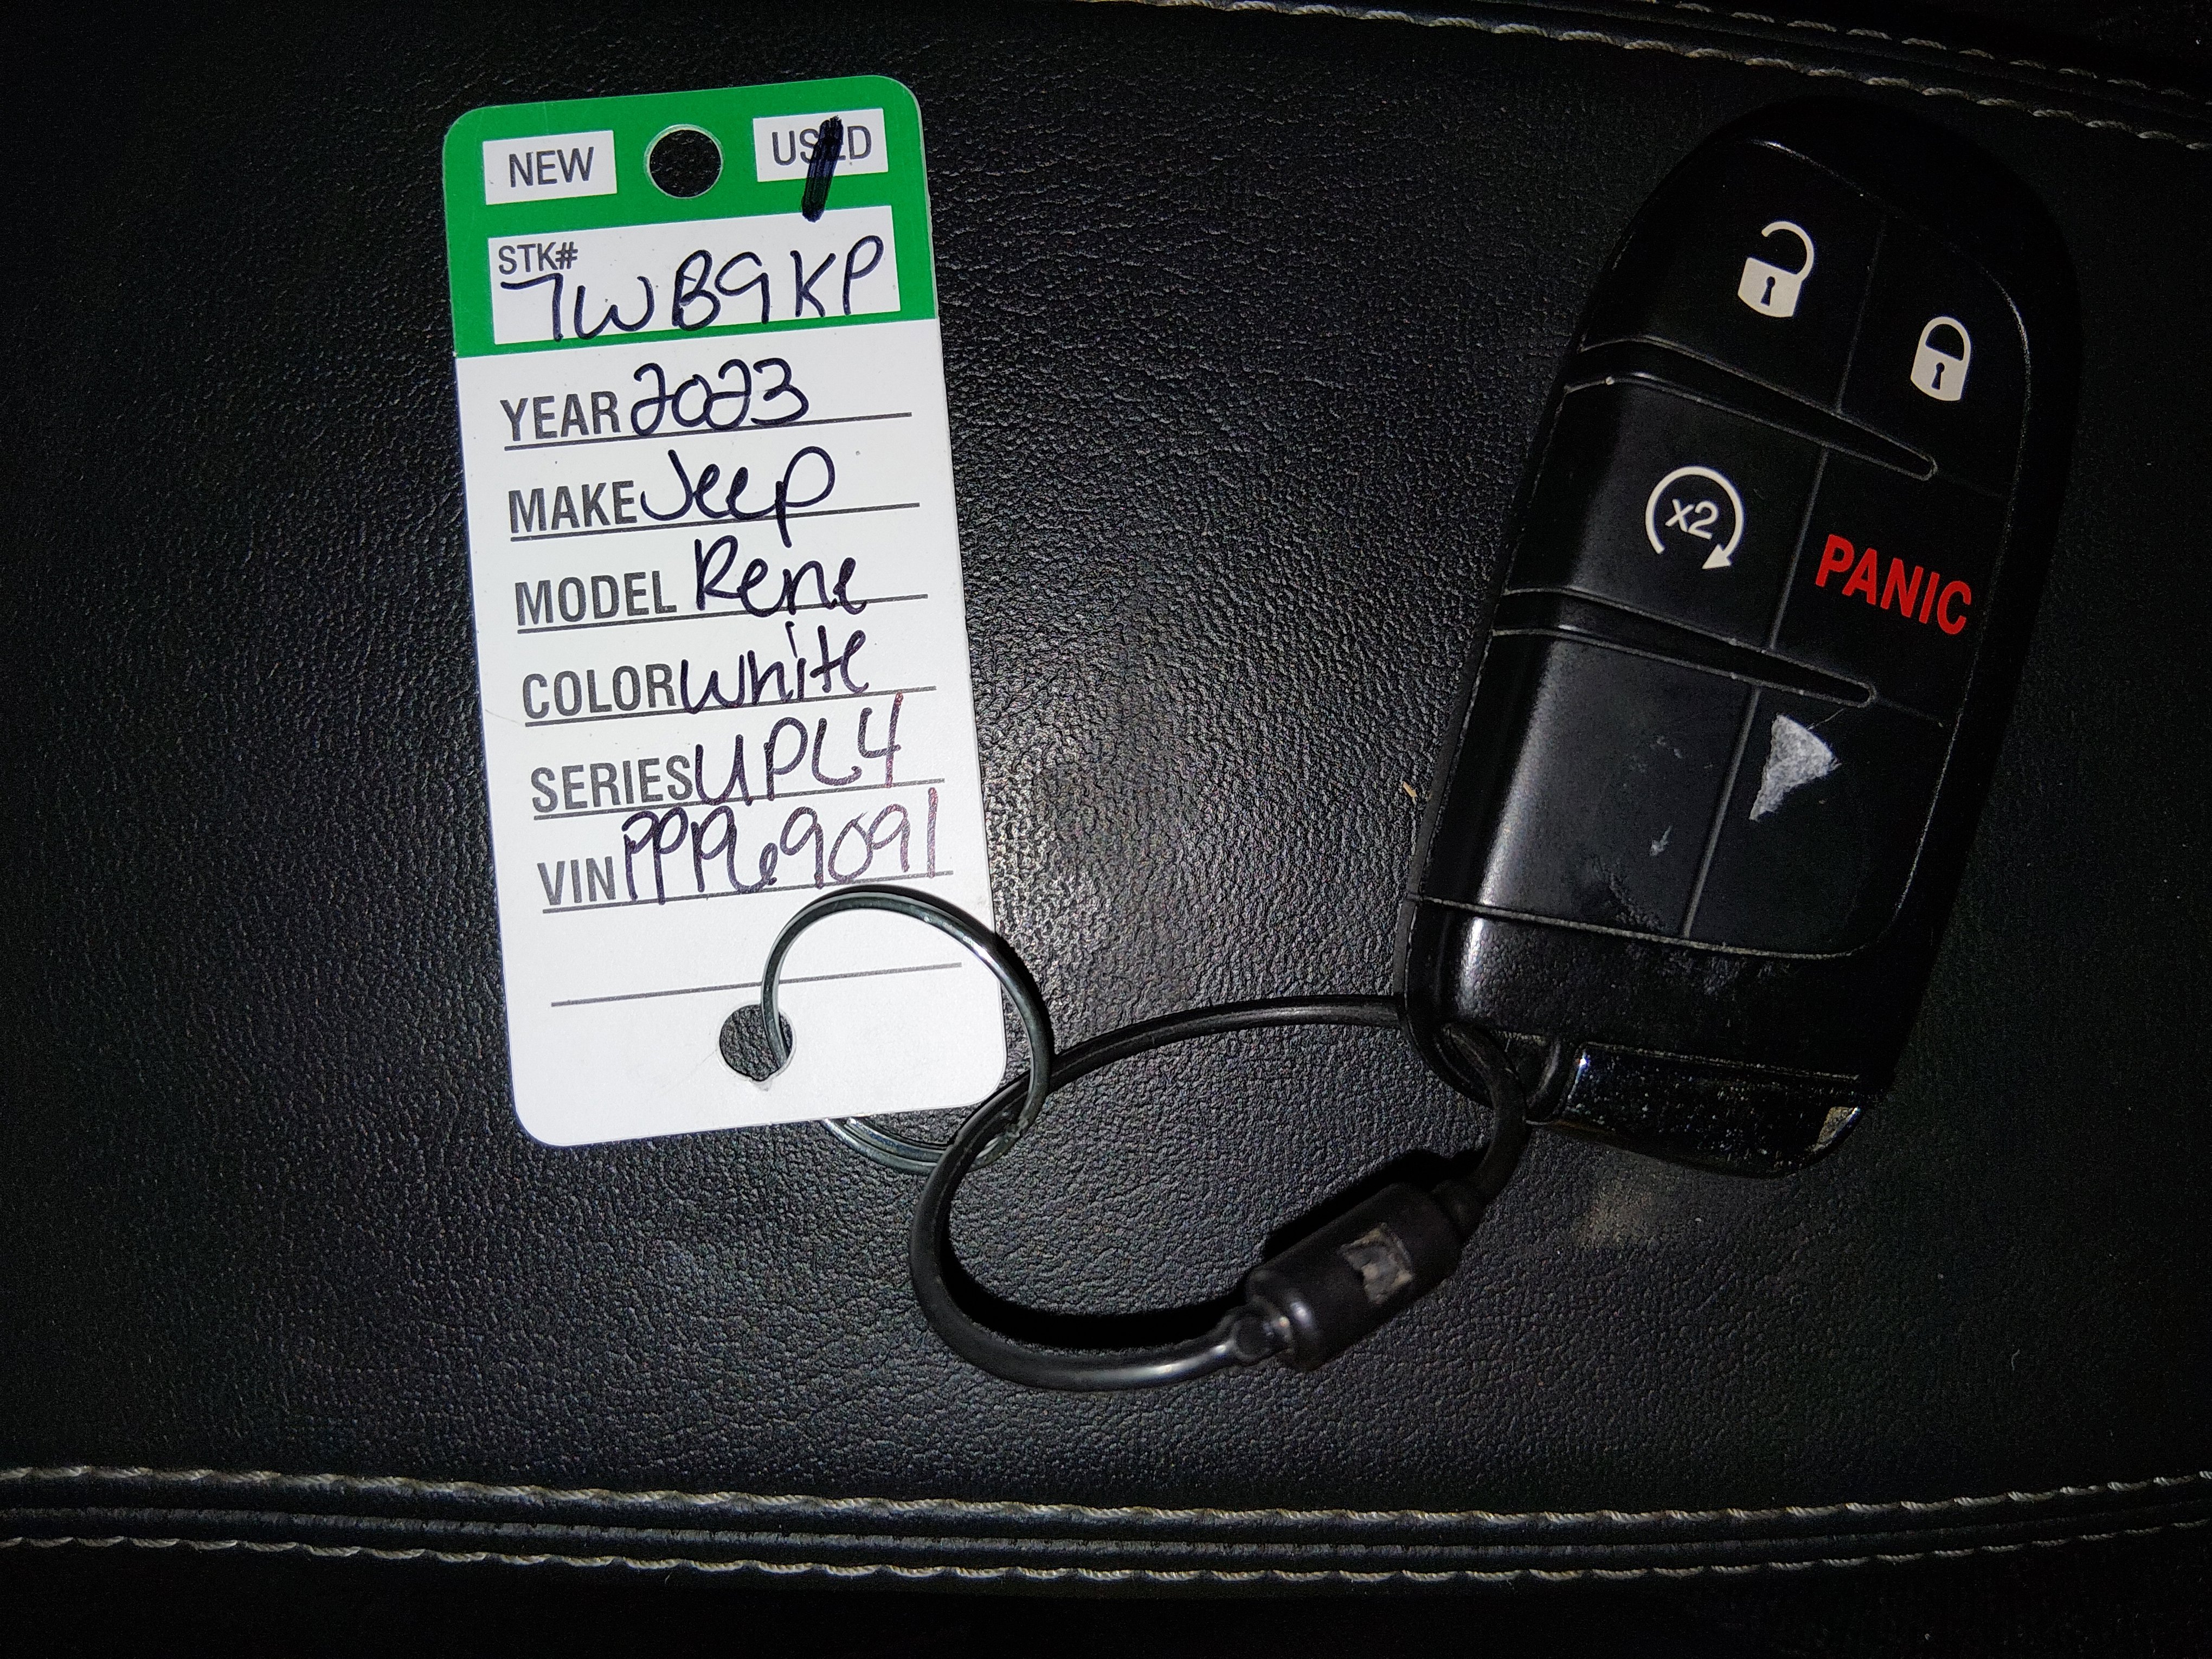 NEW USED
STK#
7WB9KP
YEAR 2023
MAKE Jeep
MODEL Rene
COLOR White
SERIES UPL4
VIN PPP69091
x2
PANIC